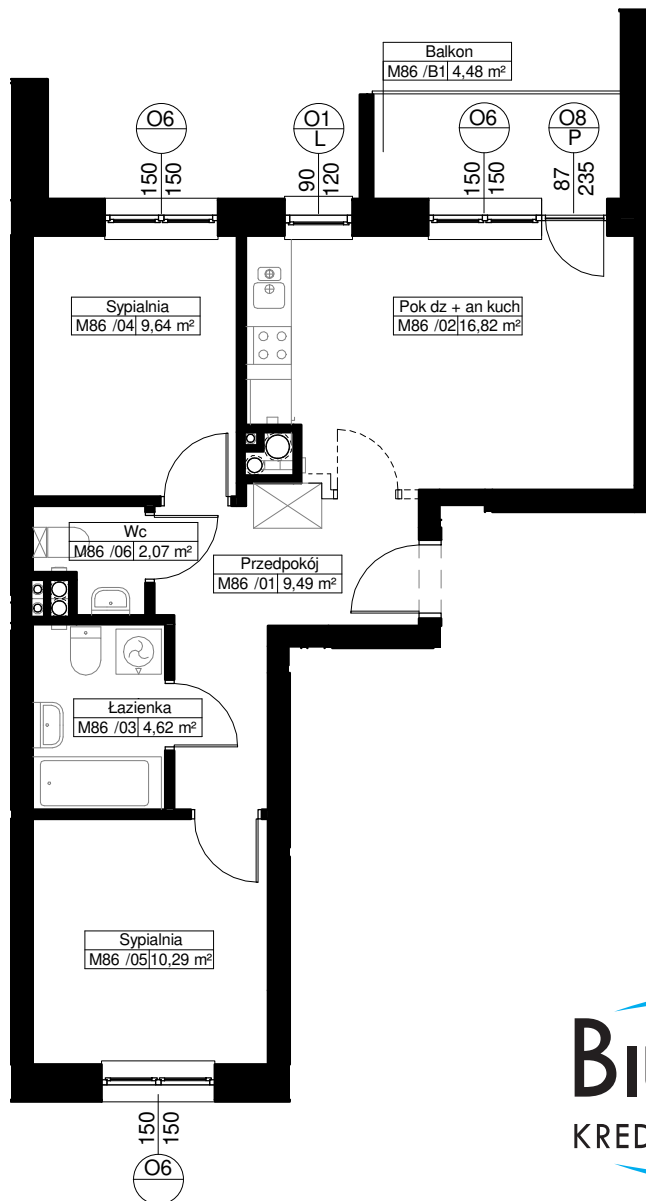 Balkon
M86 /B1 4,48 m²
O6
150
150
O1
L
90
120
O6
150
150
O8
P
87
235
Sypialnia
M86 /04 9,64 m²
Pok dz + an kuch
M86 /02 16,82 m²
Wc
M86 /06 2,07 m²
Przedpokój
M86 /01 9,49 m²
Łazienka
M86 /03 4,62 m²
Sypialnia
M86 /05 10,29 m²
150
150
O6